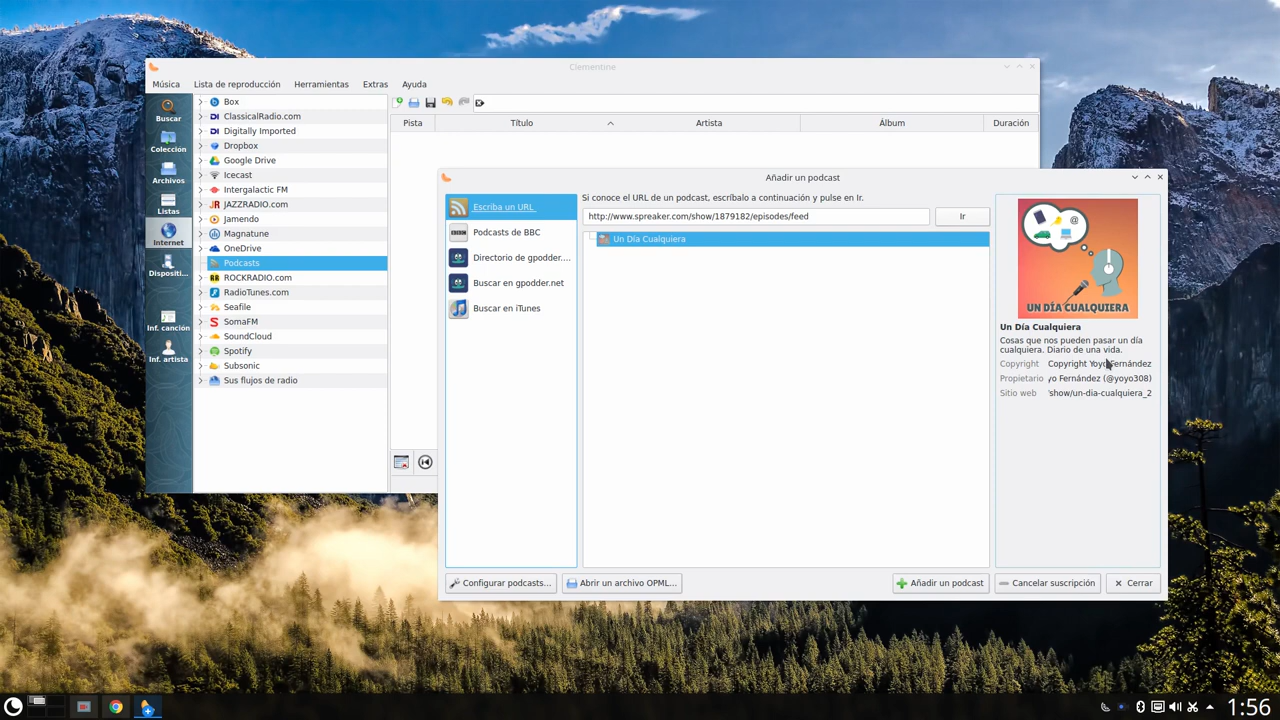 Clementine
Música
Lista de reproducción
Herramientas
Extras
Ayuda
Buscar
Colección
Archivos
Listas
Internet
Dispositi...
Inf. canción
Inf. artista
Box
ClassicalRadio.com
Digitally Imported
Dropbox
Google Drive
Icecast
Intergalactic FM
JAZZRADIO.com
Jamendo
Magnatune
OneDrive
Podcasts
ROCKRADIO.com
RadioTunes.com
Seafile
SomaFM
SoundCloud
Spotify
Subsonic
Sus flujos de radio
Pista
Título
Artista
Álbum
Duración
Añadir un podcast
Escriba un URL
Podcasts de BBC
Directorio de gpodder....
Buscar en gpodder.net
Buscar en iTunes
Si conoce el URL de un podcast, escríbalo a continuación y pulse en Ir.
http://www.spreaker.com/show/1879182/episodes/feed
Ir
Un Día Cualquiera
UN DÍA CUALQUIERA
Un Día Cualquiera
Cosas que nos pueden pasar un día
cualquiera. Diario de una vida.
Copyright Copyright Yoyo Fernández
Propietario yo Fernández (@yoyo308)
Sitio web 'show/un-dia-cualquiera_2
Configurar podcasts...
Abrir un archivo OPML...
Añadir un podcast
Cancelar suscripción
Cerrar
1:56